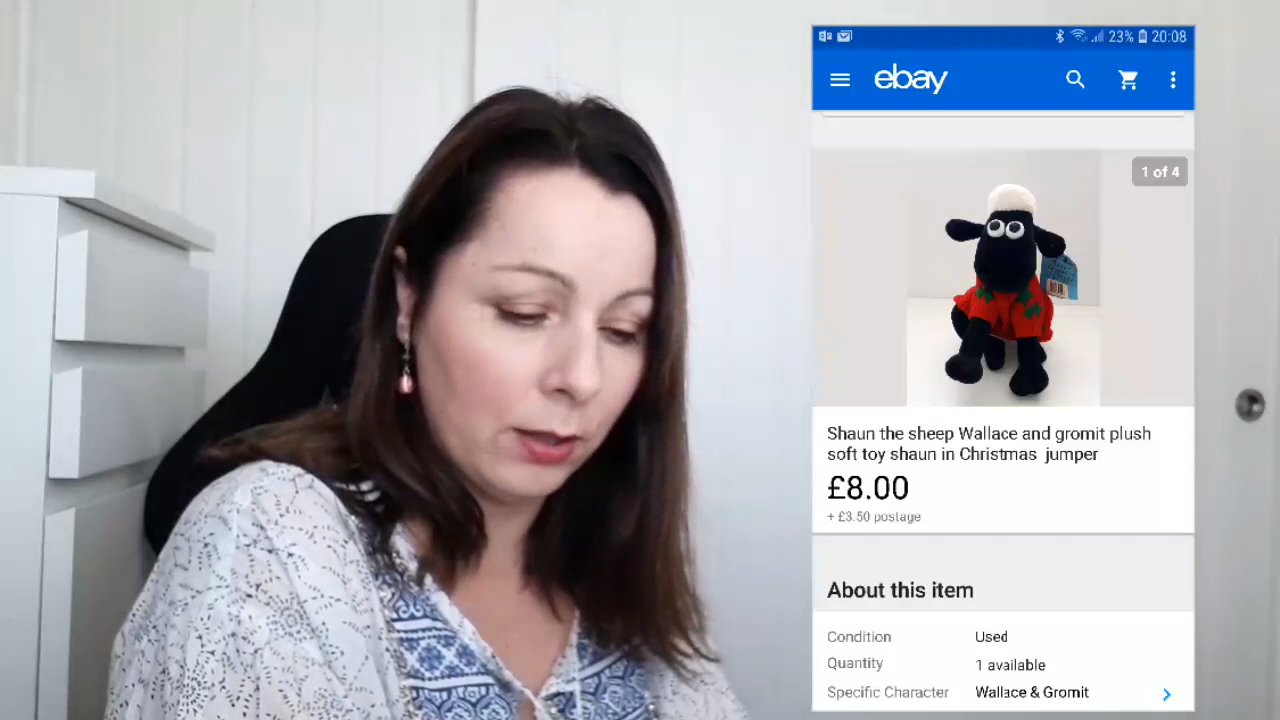 23% 20:08
ebay
1 of 4
Shaun the sheep Wallace and gromit plush
soft toy shaun in Christmas jumper
£8.00
+ £3.50 postage
About this item
Condition Used
Quantity 1 available
Specific Character Wallace & Gromit